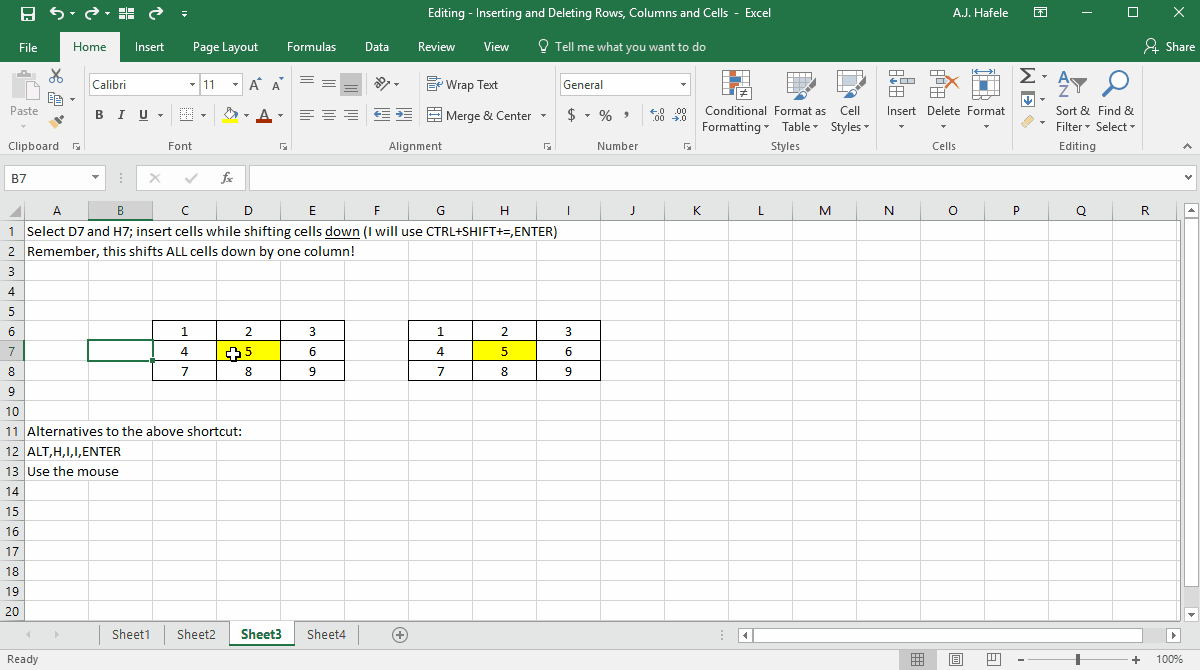 Editing - Inserting and Deleting Rows, Columns and Cells - Excel
A.J. Hafele
File Home Insert Page Layout Formulas Data Review View Tell me what you want to do Share
Paste
Clipboard
Calibri 11
B I U
Font
Wrap Text
Merge & Center
Alignment
General
$ % ,
Number
Conditional Formatting
Format as Table
Cell Styles
Styles
Insert Delete Format
Cells
Sort & Filter
Find & Select
Editing
B7 fx
A B C D E F G H I J K L M N O P Q R
1 Select D7 and H7; insert cells while shifting cells down (I will use CTRL+SHIFT+=,ENTER)
2 Remember, this shifts ALL cells down by one column!
3
4
5
6 1 2 3 1 2 3
7 4 5 6 4 5 6
8 7 8 9 7 8 9
9
10
11 Alternatives to the above shortcut:
12 ALT,H,I,I,ENTER
13 Use the mouse
14
15
16
17
18
19
20
Sheet1 Sheet2 Sheet3 Sheet4
Ready 100%